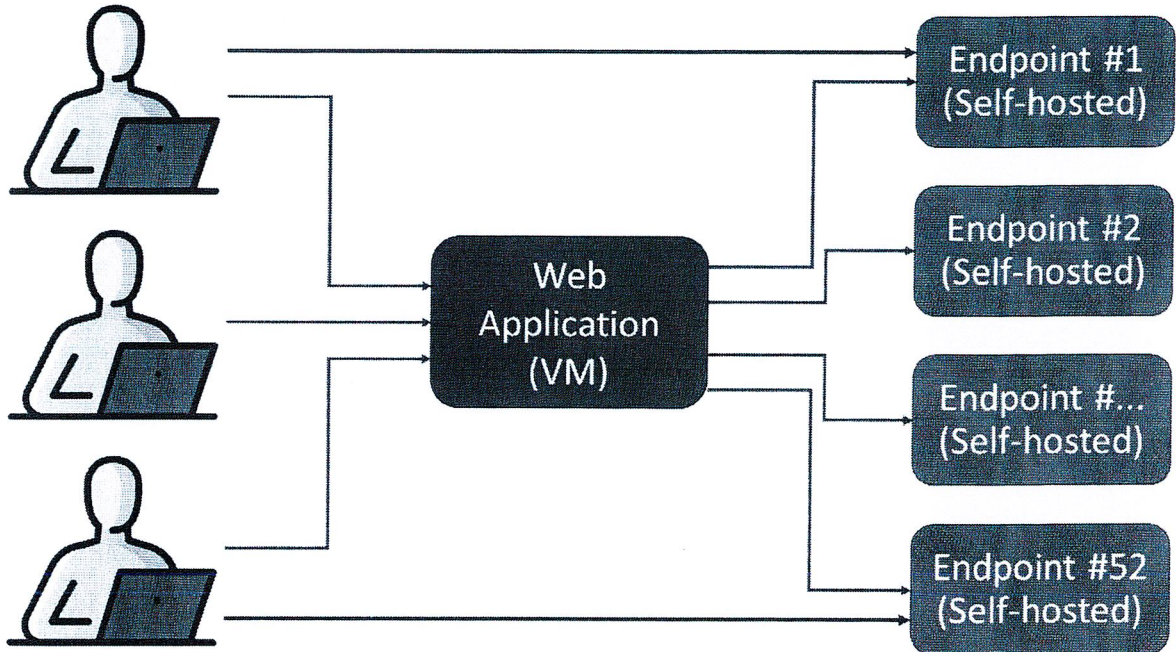 Endpoint #1
(Self-hosted)
Endpoint #2
(Self-hosted)
Web
Application
(VM)
Endpoint #...
(Self-hosted)
Endpoint #52
(Self-hosted)